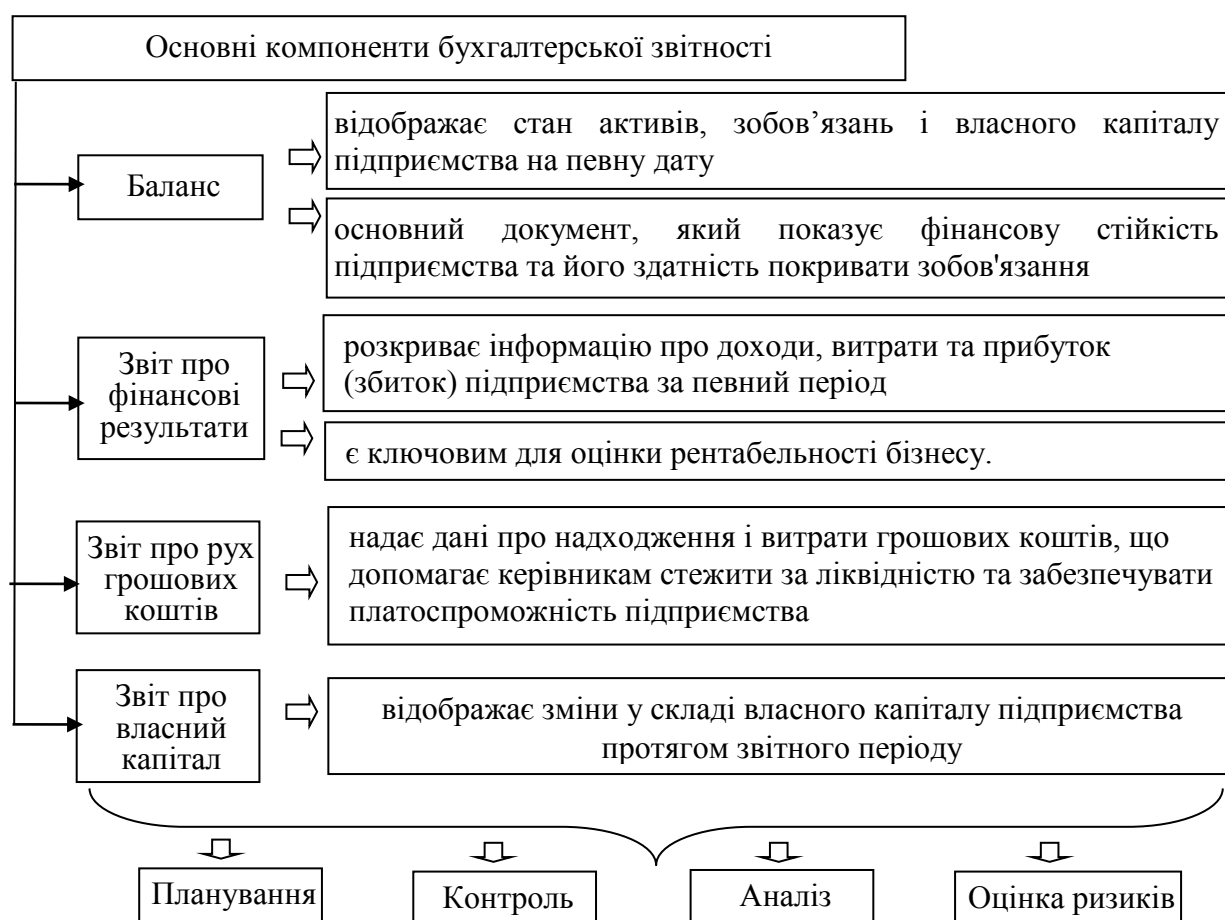 Основні компоненти бухгалтерської звітності
Баланс
відображає стан активів, зобов’язань і власного капіталу
підприємства на певну дату
основний документ, який показує фінансову стійкість
підприємства та його здатність покривати зобов'язання
Звіт про
фінансові
результати
розкриває інформацію про доходи, витрати та прибуток
(збиток) підприємства за певний період
є ключовим для оцінки рентабельності бізнесу.
Звіт про рух
грошових
коштів
надає дані про надходження і витрати грошових коштів, що
допомагає керівникам стежити за ліквідністю та забезпечувати
платоспроможність підприємства
Звіт про
власний
капітал
відображає зміни у складі власного капіталу підприємства
протягом звітного періоду
Планування
Контроль
Аналіз
Оцінка ризиків